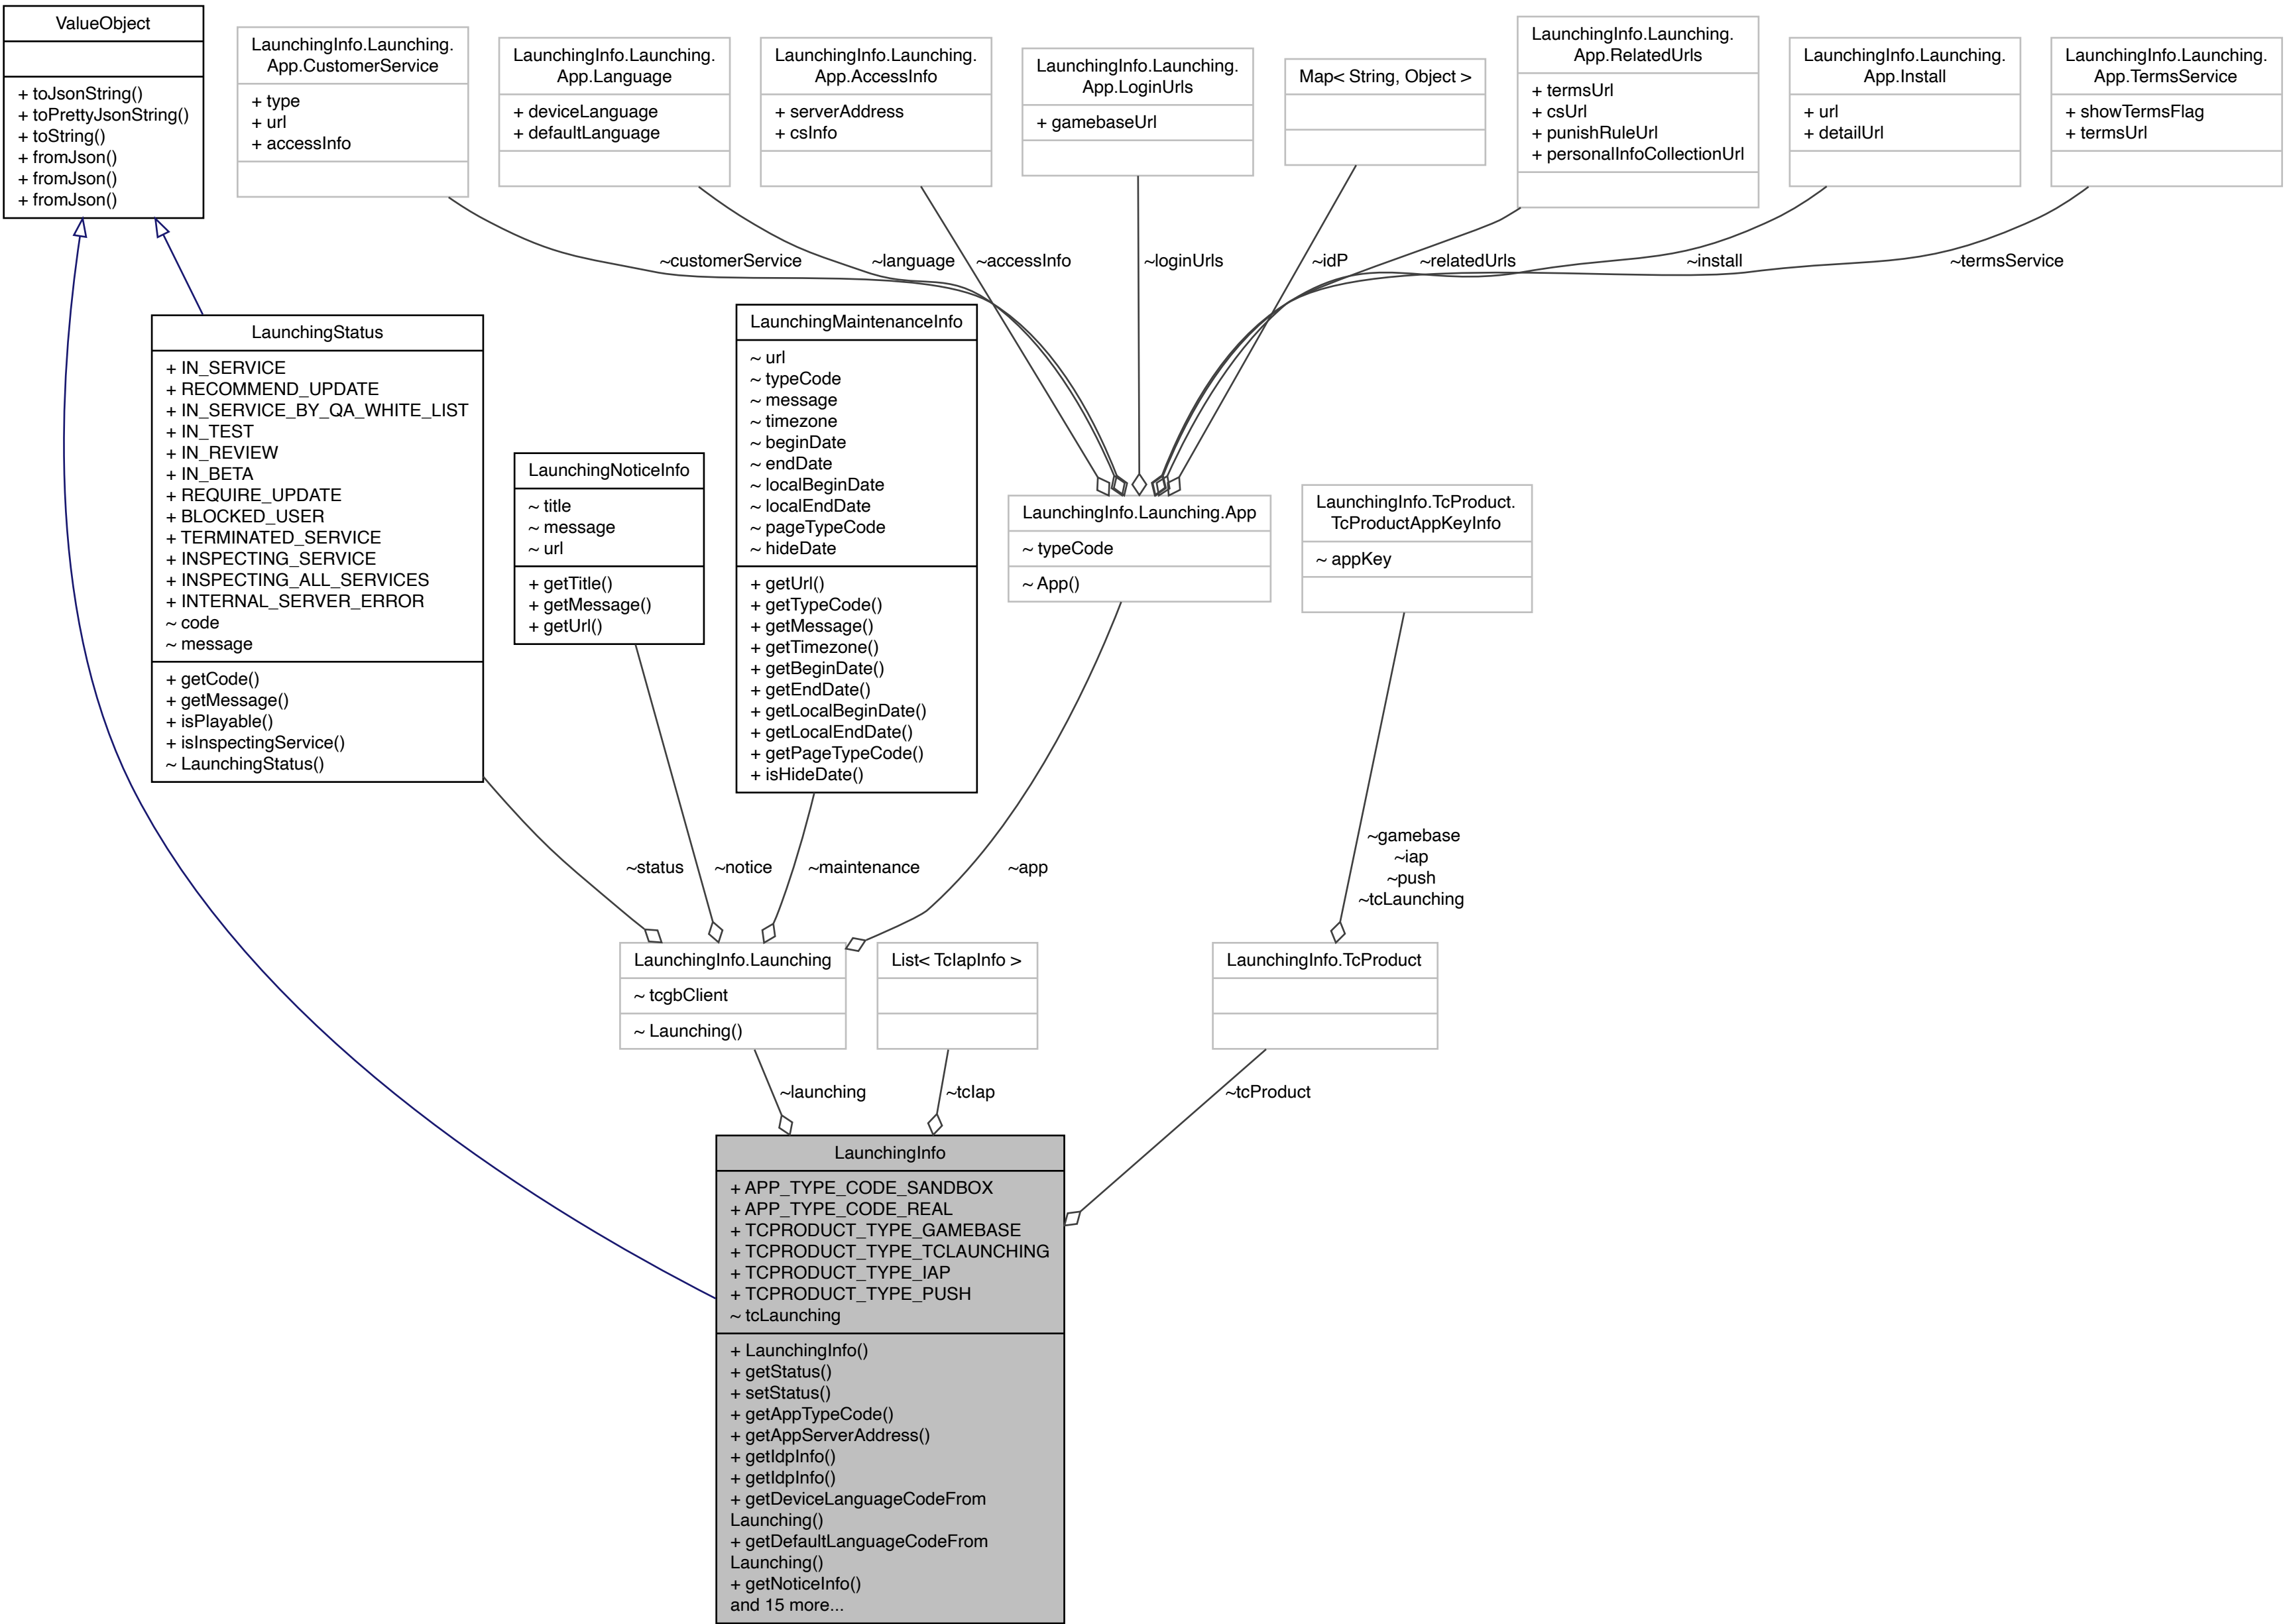 ValueObject
+ toJsonString()
+ toPrettyJsonString()
+ toString()
+ fromJson()
+ fromJson()
+ fromJson()
LaunchingInfo.Launching.
App.CustomerService
+ type
+ url
+ accessInfo
LaunchingInfo.Launching.
App.Language
+ deviceLanguage
+ defaultLanguage
LaunchingInfo.Launching.
App.AccessInfo
+ serverAddress
+ csInfo
LaunchingInfo.Launching.
App.LoginUrls
+ gamebaseUrl
Map< String, Object >
LaunchingInfo.Launching.
App.RelatedUrls
+ termsUrl
+ csUrl
+ punishRuleUrl
+ personalInfoCollectionUrl
LaunchingInfo.Launching.
App.Install
+ url
+ detailUrl
LaunchingInfo.Launching.
App.TermsService
+ showTermsFlag
+ termsUrl
~customerService
~language
~accessInfo
~loginUrls
~idP
~relatedUrls
~install
~termsService
LaunchingStatus
+ IN_SERVICE
+ RECOMMEND_UPDATE
+ IN_SERVICE_BY_QA_WHITE_LIST
+ IN_TEST
+ IN_REVIEW
+ IN_BETA
+ REQUIRE_UPDATE
+ BLOCKED_USER
+ TERMINATED_SERVICE
+ INSPECTING_SERVICE
+ INSPECTING_ALL_SERVICES
+ INTERNAL_SERVER_ERROR
~ code
~ message
+ getCode()
+ getMessage()
+ isPlayable()
+ isInspectingService()
~ LaunchingStatus()
LaunchingNoticeInfo
~ title
~ message
~ url
+ getTitle()
+ getMessage()
+ getUrl()
LaunchingMaintenanceInfo
~ url
~ typeCode
~ message
~ timezone
~ beginDate
~ endDate
~ localBeginDate
~ localEndDate
~ pageTypeCode
~ hideDate
+ getUrl()
+ getTypeCode()
+ getMessage()
+ getTimezone()
+ getBeginDate()
+ getEndDate()
+ getLocalBeginDate()
+ getLocalEndDate()
+ getPageTypeCode()
+ isHideDate()
LaunchingInfo.Launching.App
~ typeCode
~ App()
LaunchingInfo.TcProduct.
TcProductAppKeyInfo
~ appKey
~status
~notice
~maintenance
~app
~gamebase
~iap
~push
~tcLaunching
LaunchingInfo.Launching
~ tcgbClient
~ Launching()
List< TcIapInfo >
LaunchingInfo.TcProduct
~launching
~tcIap
~tcProduct
LaunchingInfo
+ APP_TYPE_CODE_SANDBOX
+ APP_TYPE_CODE_REAL
+ TCPRODUCT_TYPE_GAMEBASE
+ TCPRODUCT_TYPE_TCLAUNCHING
+ TCPRODUCT_TYPE_IAP
+ TCPRODUCT_TYPE_PUSH
~ tcLaunching
+ LaunchingInfo()
+ getStatus()
+ setStatus()
+ getAppTypeCode()
+ getAppServerAddress()
+ getIdpInfo()
+ getIdpInfo()
+ getDeviceLanguageCodeFrom
Launching()
+ getDefaultLanguageCodeFrom
Launching()
+ getNoticeInfo()
and 15 more...